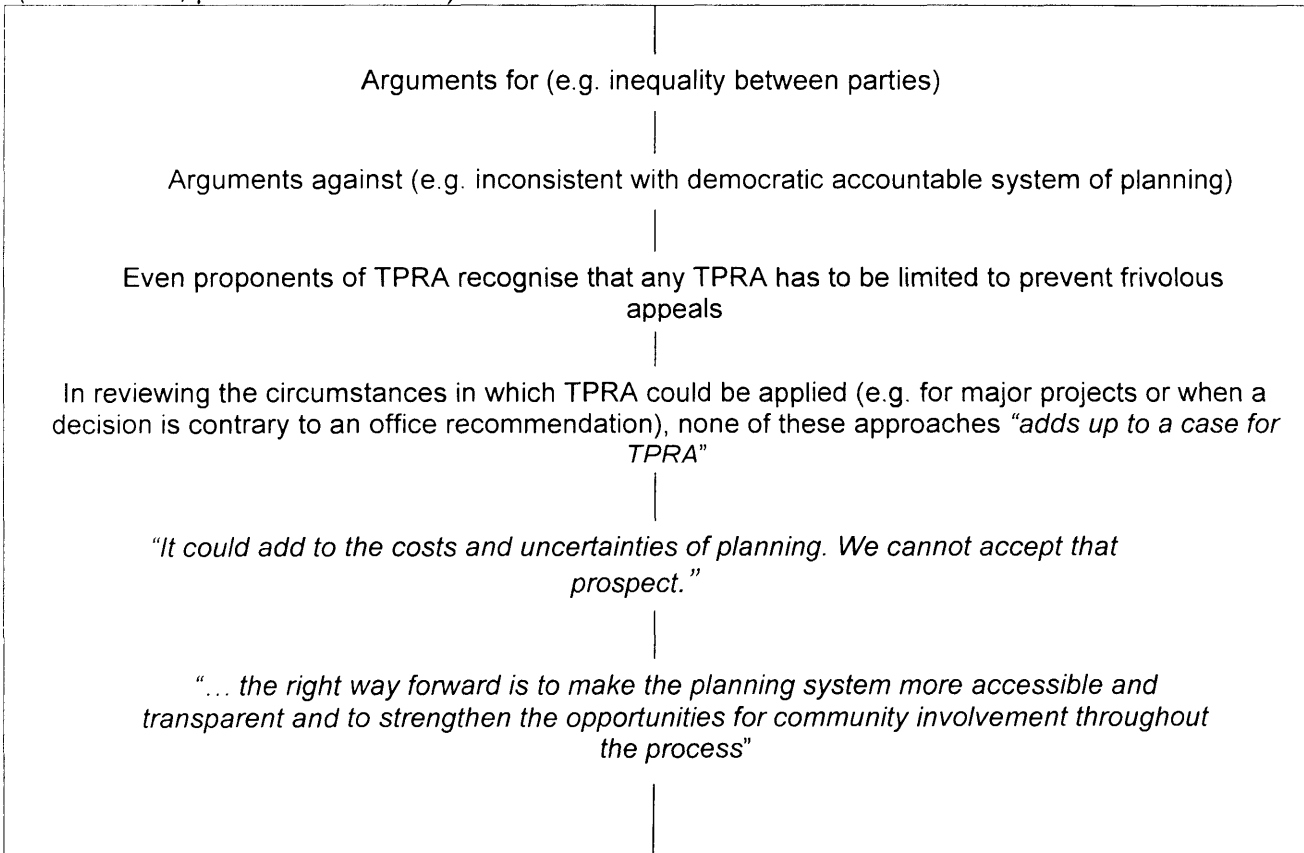 Arguments for (e.g. inequality between parties)
Arguments against (e.g. inconsistent with democratic accountable system of planning)
Even proponents of TPRA recognise that any TPRA has to be limited to prevent frivolous
appeals
In reviewing the circumstances in which TPRA could be applied (e.g. for major projects or when a
decision is contrary to an office recommendation), none of these approaches “adds up to a case for
TPRA”
“It could add to the costs and uncertainties of planning. We cannot accept that
prospect.”
“... the right way forward is to make the planning system more accessible and
transparent and to strengthen the opportunities for community involvement throughout
the process”